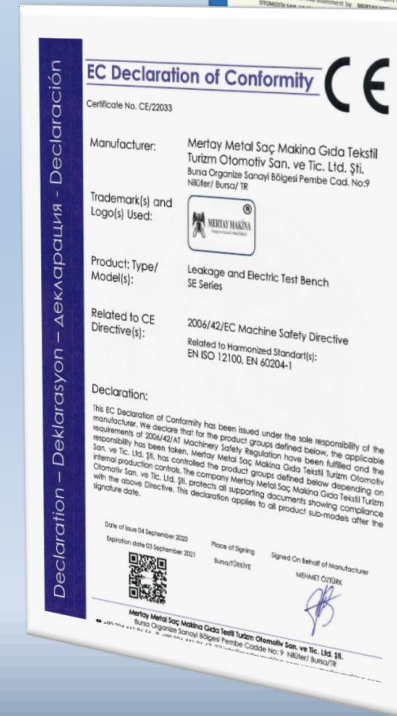 Declaration – Deklarasyon – декларация - Declaración
EC Declaration of Conformity CE
Certificate No. CE/22033
Manufacturer: Mertay Metal Saç Makina Gıda Tekstil
Turizm Otomotiv San. ve Tic. Ltd. Şti.
Bursa Organize Sanayi Bölgesi Pembe Cad. No:9
Nilüfer/ Bursa/ TR
Trademark(s) and
Logo(s) Used:
MERTAY MAKİNA ®
Product: Type/
Model(s):
Leakage and Electric Test Bench
SE Series
Related to CE
Directive(s):
2006/42/EC Machine Safety Directive
Related to Harmonized Standart(s):
EN ISO 12100, EN 60204-1
Declaration:
This EC Declaration of Conformity has been issued under the sole responsibility of the
manufacturer. We declare that for the product groups defined below, the applicable
requirements of 2006/42/AT Machinery Safety Regulation have been fulfilled and the
responsibility has been taken. Mertay Metal Saç Makina Gıda Tekstil Turizm Otomotiv
San. ve Tic. Ltd. Şti. has controlled the product groups defined below depending on
internal production controls. The company Mertay Metal Saç Makina Gıda Tekstil Turizm
Otomotiv San. ve Tic. Ltd. Şti. protects all supporting documents showing compliance
with the above Directive. This declaration applies to all product sub-models after the
signature date.
Date of Issue 04 September 2020
Expiration date 03 September 2021
Place of Signing
Bursa/TÜRKİYE
Signed On Behalf of Manufacturer
MEHMET ÖZTÜRK
Mertay Metal Saç Makina Gıda Testil Turizm Otomotiv San. ve Tic. Ltd. Şti.
Bursa Organize Sanayi Bölgesi Pembe Cadde No: 9 Nilüfer/ Bursa/TR